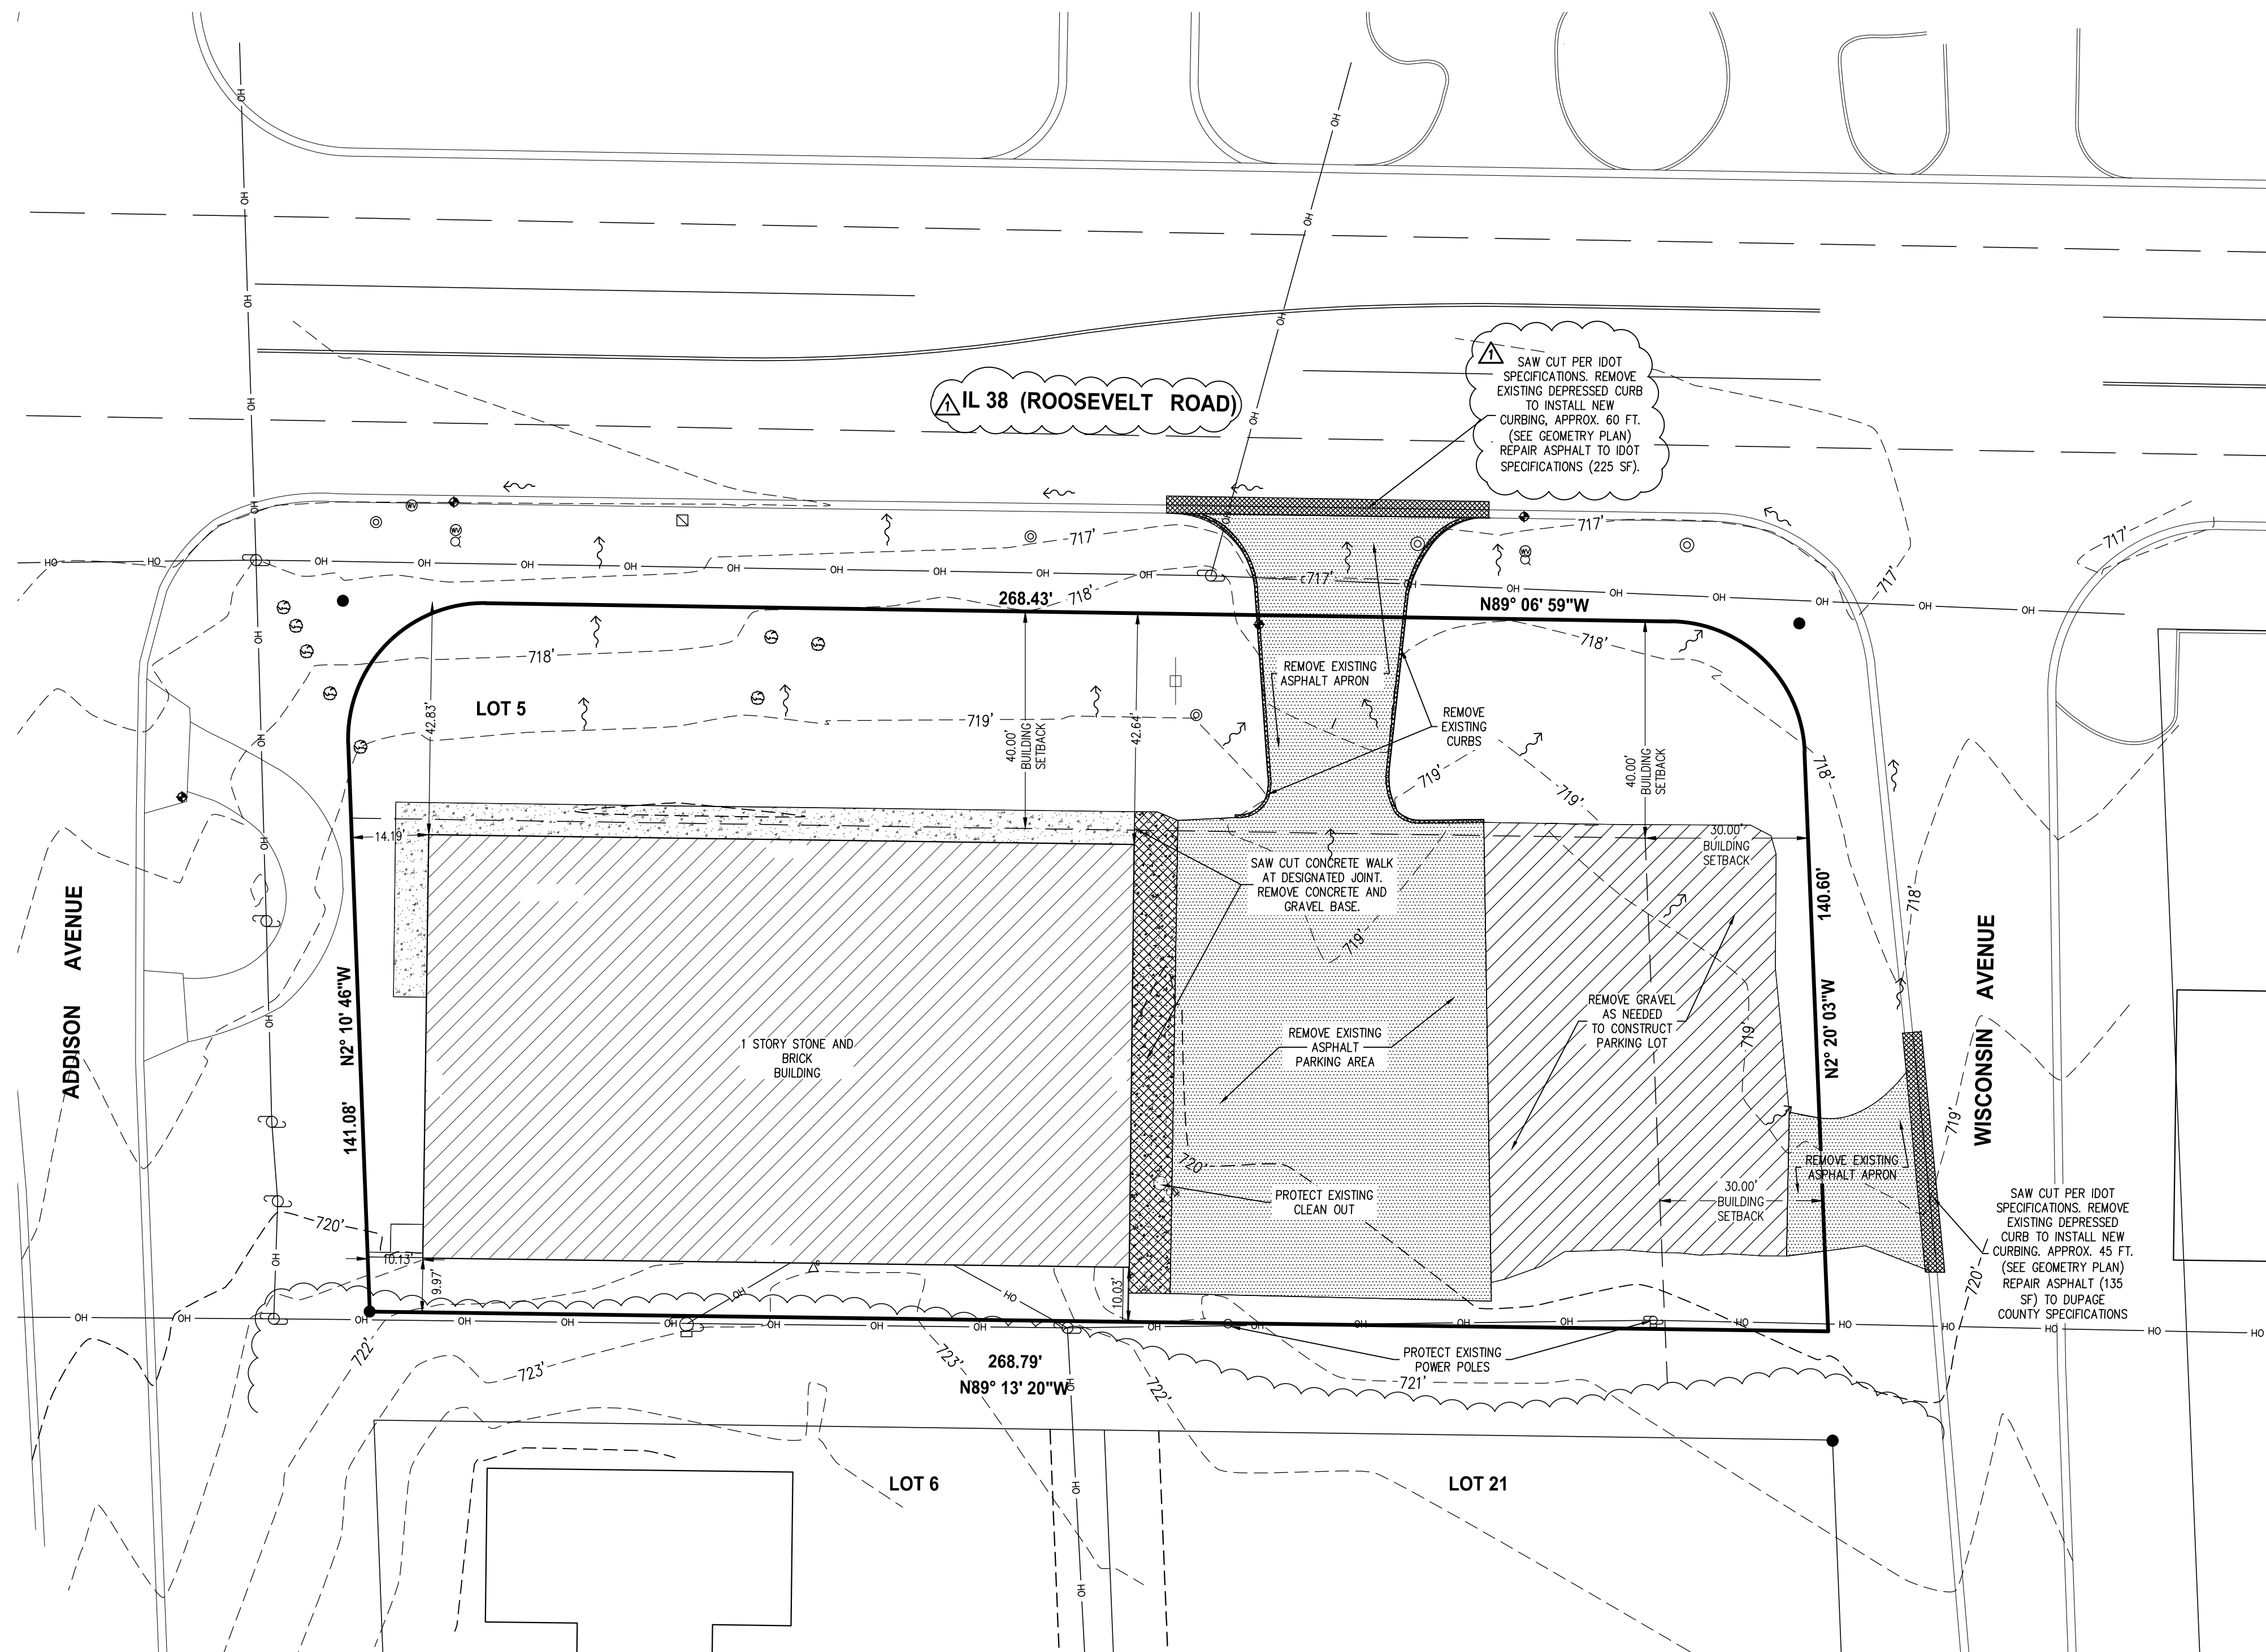 IL 38 (ROOSEVELT ROAD)
1
1
SAW CUT PER IDOT
SPECIFICATIONS. REMOVE
EXISTING DEPRESSED CURB
TO INSTALL NEW
CURBING, APPROX. 60 FT.
(SEE GEOMETRY PLAN)
REPAIR ASPHALT TO IDOT
SPECIFICATIONS (225 SF).
717'
717'
717'
717'
717'
268.43'
718'
N89° 06' 59"W
718'
718'
718'
718'
LOT 5
42.83'
719'
40.00'
BUILDING
SETBACK
42.64'
REMOVE EXISTING
ASPHALT APRON
REMOVE
EXISTING
CURBS
719'
719'
40.00'
BUILDING
SETBACK
14.19'
30.00'
BUILDING
SETBACK
SAW CUT CONCRETE WALK
AT DESIGNATED JOINT.
REMOVE CONCRETE AND
GRAVEL BASE.
719'
140.60'
N2° 20' 03"W
ADDISON AVENUE
WISCONSIN AVENUE
N2° 10' 46"W
141.08'
1 STORY STONE AND
BRICK
BUILDING
REMOVE EXISTING
ASPHALT
PARKING AREA
REMOVE GRAVEL
AS NEEDED
TO CONSTRUCT
PARKING LOT
719'
719'
720'
REMOVE EXISTING
ASPHALT APRON
PROTECT EXISTING
CLEAN OUT
30.00'
BUILDING
SETBACK
SAW CUT PER IDOT
SPECIFICATIONS. REMOVE
EXISTING DEPRESSED
CURB TO INSTALL NEW
CURBING. APPROX. 45 FT.
(SEE GEOMETRY PLAN)
REPAIR ASPHALT (135
SF) TO DUPAGE
COUNTY SPECIFICATIONS
720'
720'
10.13'
9.97'
10.03'
722'
723'
723'
722'
721'
268.79'
N89° 13' 20"W
PROTECT EXISTING
POWER POLES
LOT 6
LOT 21